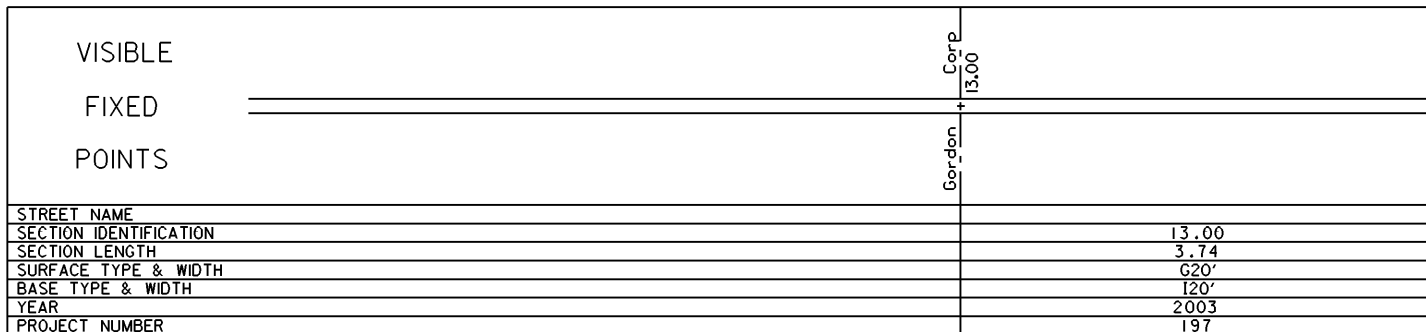 VISIBLE
FIXED
POINTS
Gordon Corp
13.00
STREET NAME
SECTION IDENTIFICATION 13.00
SECTION LENGTH 3.74
SURFACE TYPE & WIDTH G20'
BASE TYPE & WIDTH I20'
YEAR 2003
PROJECT NUMBER 197